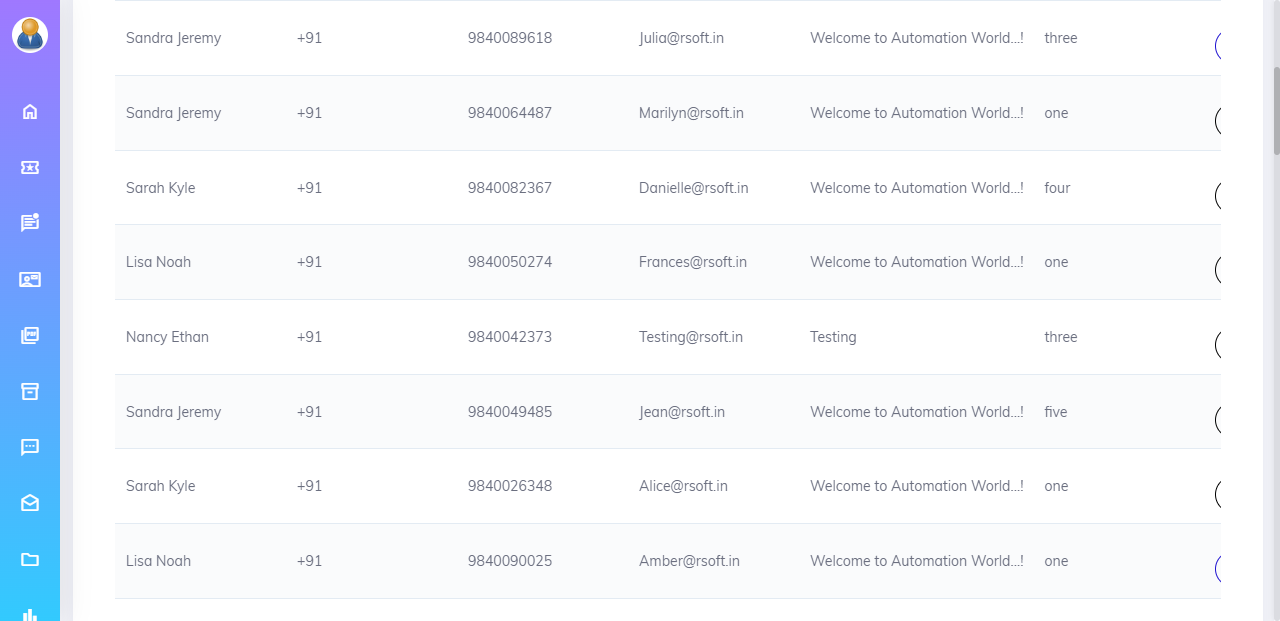 Sandra Jeremy +91 9840089618 Julia@rsoft.in Welcome to Automation World...! three
Sandra Jeremy +91 9840064487 Marilyn@rsoft.in Welcome to Automation World...! one
Sarah Kyle +91 9840082367 Danielle@rsoft.in Welcome to Automation World...! four
Lisa Noah +91 9840050274 Frances@rsoft.in Welcome to Automation World...! one
Nancy Ethan +91 9840042373 Testing@rsoft.in Testing three
Sandra Jeremy +91 9840049485 Jean@rsoft.in Welcome to Automation World...! five
Sarah Kyle +91 9840026348 Alice@rsoft.in Welcome to Automation World...! one
Lisa Noah +91 9840090025 Amber@rsoft.in Welcome to Automation World...! one